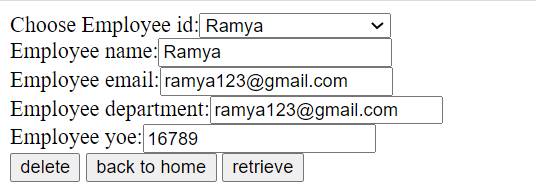 Choose Employee id: Ramya
Employee name: Ramya
Employee email: ramya123@gmail.com
Employee department: ramya123@gmail.com
Employee yoe: 16789
delete back to home retrieve